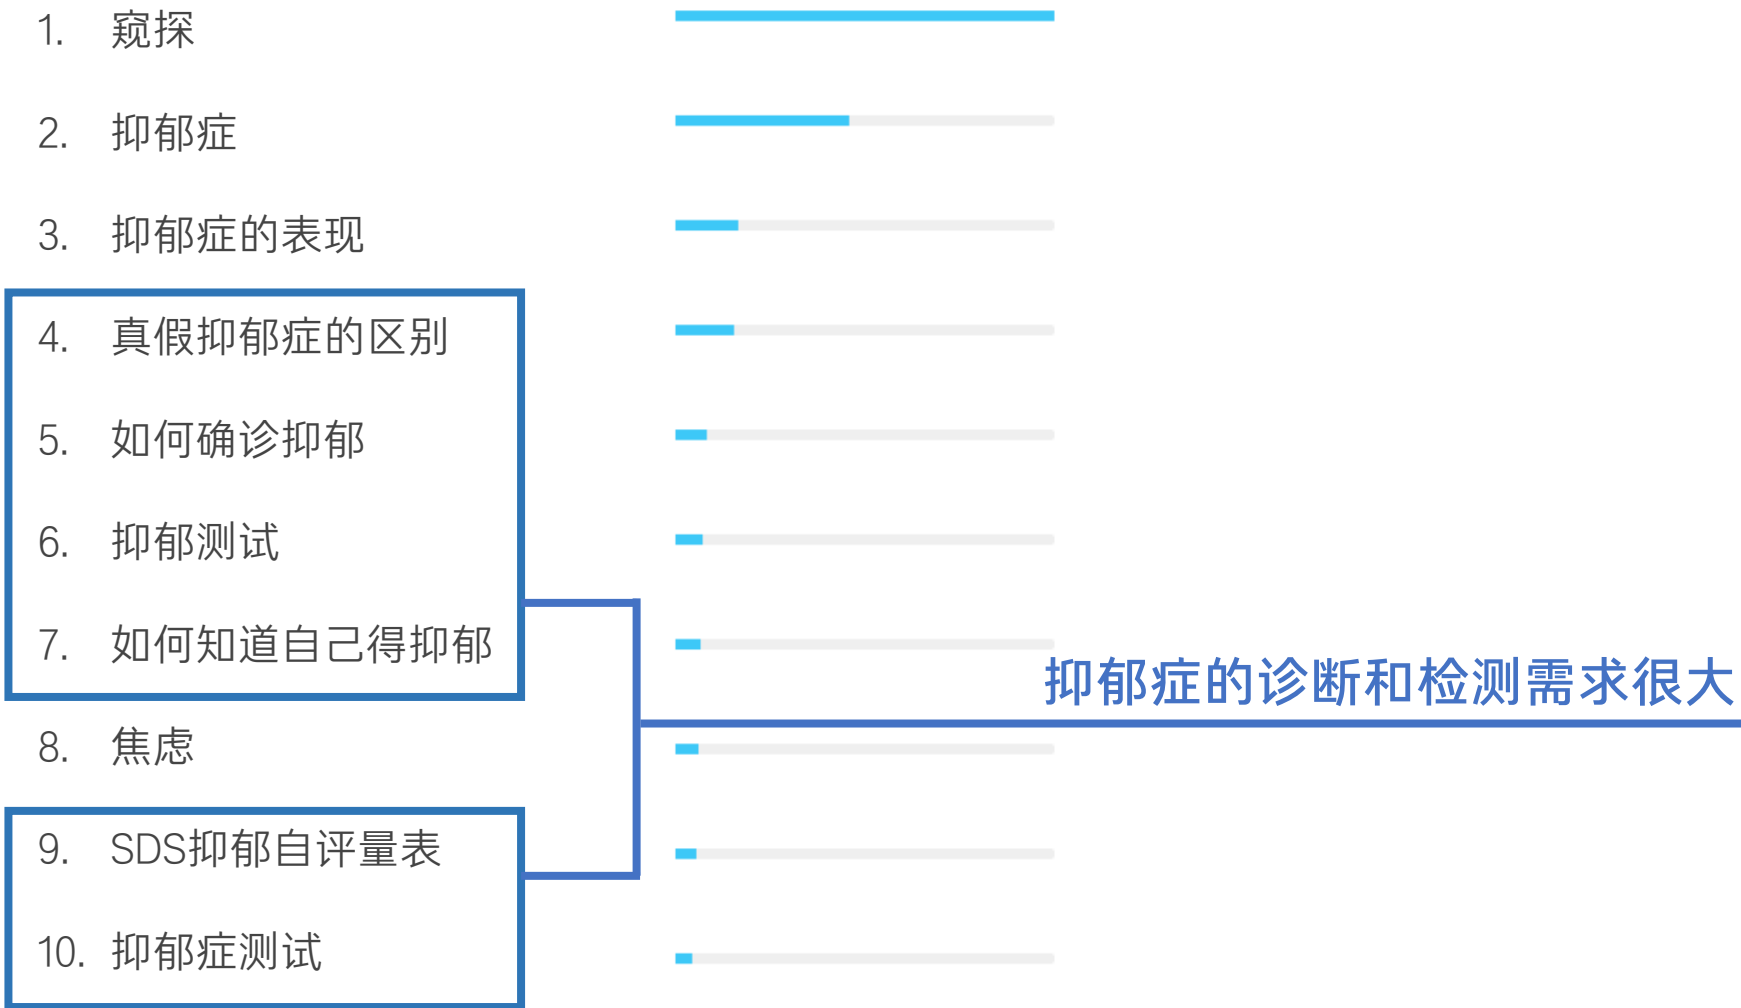 1. 窥探
2. 抑郁症
3. 抑郁症的表现
4. 真假抑郁症的区别
5. 如何确诊抑郁
6. 抑郁测试
7. 如何知道自己得抑郁
抑郁症的诊断和检测需求很大
8. 焦虑
9. SDS抑郁自评量表
10. 抑郁症测试